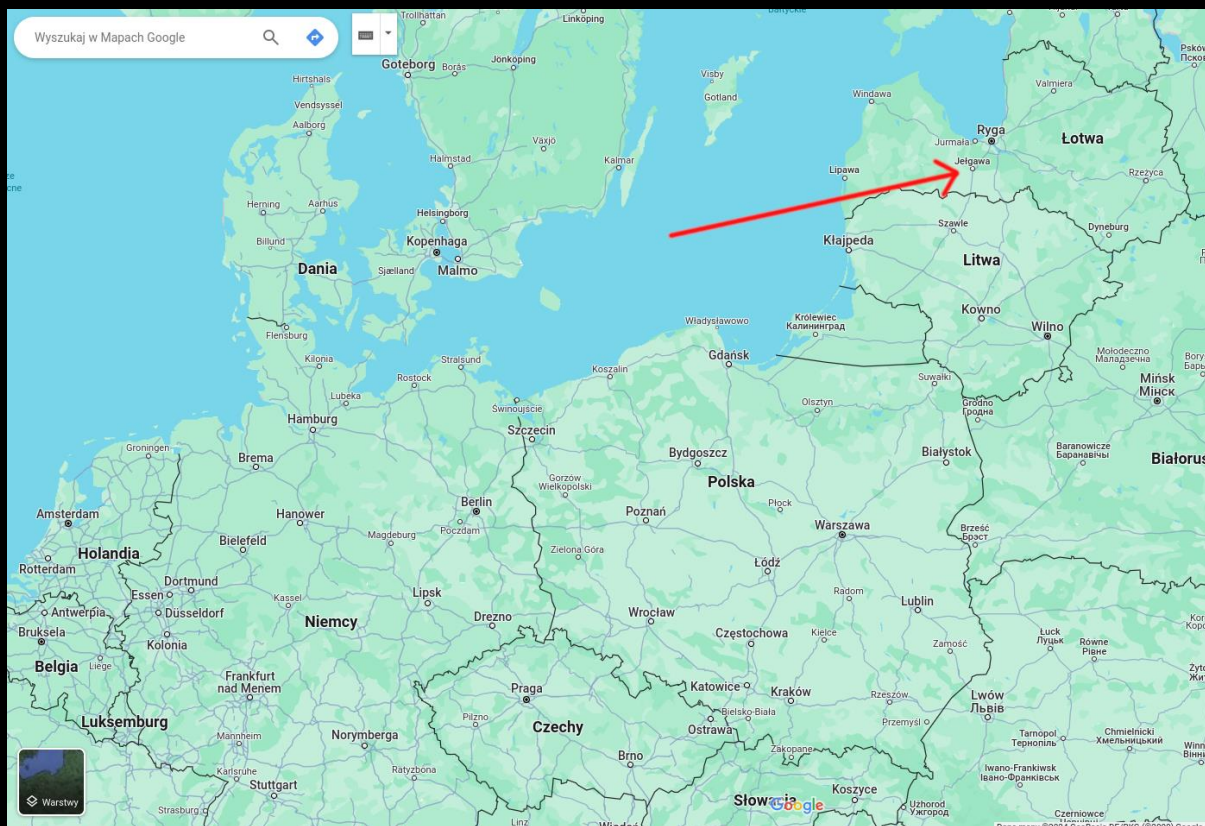 Wyszukaj w Mapach Google
Trollhättan
Linköping
Goteborg
Borås
Jönköping
Visby
Gotland
Hirtshals
Vendsyssel
Aalborg
Halmstad
Växjö
Kalmar
Windawa
Valmiera
Ryga
Jurmała
Łotwa
Jełgawa
Lipawa
Rzeżyca
Herning
Aarhus
Helsingborg
Billund
Kopenhaga
Dania
Sjælland
Malmo
Kłajpeda
Szawle
Dyneburg
Litwa
Kowno
Wilno
Królewiec
Калининград
Władysławowo
Gdańsk
Flensburg
Kilonia
Stralsund
Rostock
Lubeka
Koszalin
Suwałki
Mołodeczno
Маладзечна
Mińsk
Мінск
Hamburg
Świnoujście
Szczecin
Olsztyn
Grodno
Гродна
Groningen
Brema
Bydgoszcz
Białystok
Baranowicze
Баранавічы
Białorus
Gorzów
Wielkopolski
Polska
Płock
Amsterdam
Hanower
Berlin
Poczdam
Poznań
Warszawa
Brześć
Брэст
Holandia
Bielefeld
Magdeburg
Zielona Góra
Rotterdam
Łódź
Dortmund
Essen
Kassel
Lipsk
Radom
Lublin
Antwerpia
Düsseldorf
Drezno
Wrocław
Bruksela
Kolonia
Niemcy
Częstochowa
Kielce
Zamość
Łuck
Луцьк
Równe
Рівне
Belgia
Liège
Frankfurt
nad Menem
Praga
Katowice
Kraków
Rzeszów
Lwów
Львів
Luksemburg
Pilzno
Czechy
Bielsko-Biała
Ostrawa
Przemyśl
Mannheim
Norymberga
Brno
Zakopane
Tarnopol
Тернопіль
Chmielnicki
Хмельницький
Karlsruhe
Ratyzbona
Iwano-Frankiwsk
Івано-Франківськ
Stuttgart
Słowacja
Google
Koszyce
Warstwy
Strasburg
Linz
Użhorod
Ужгород
Czerniowce